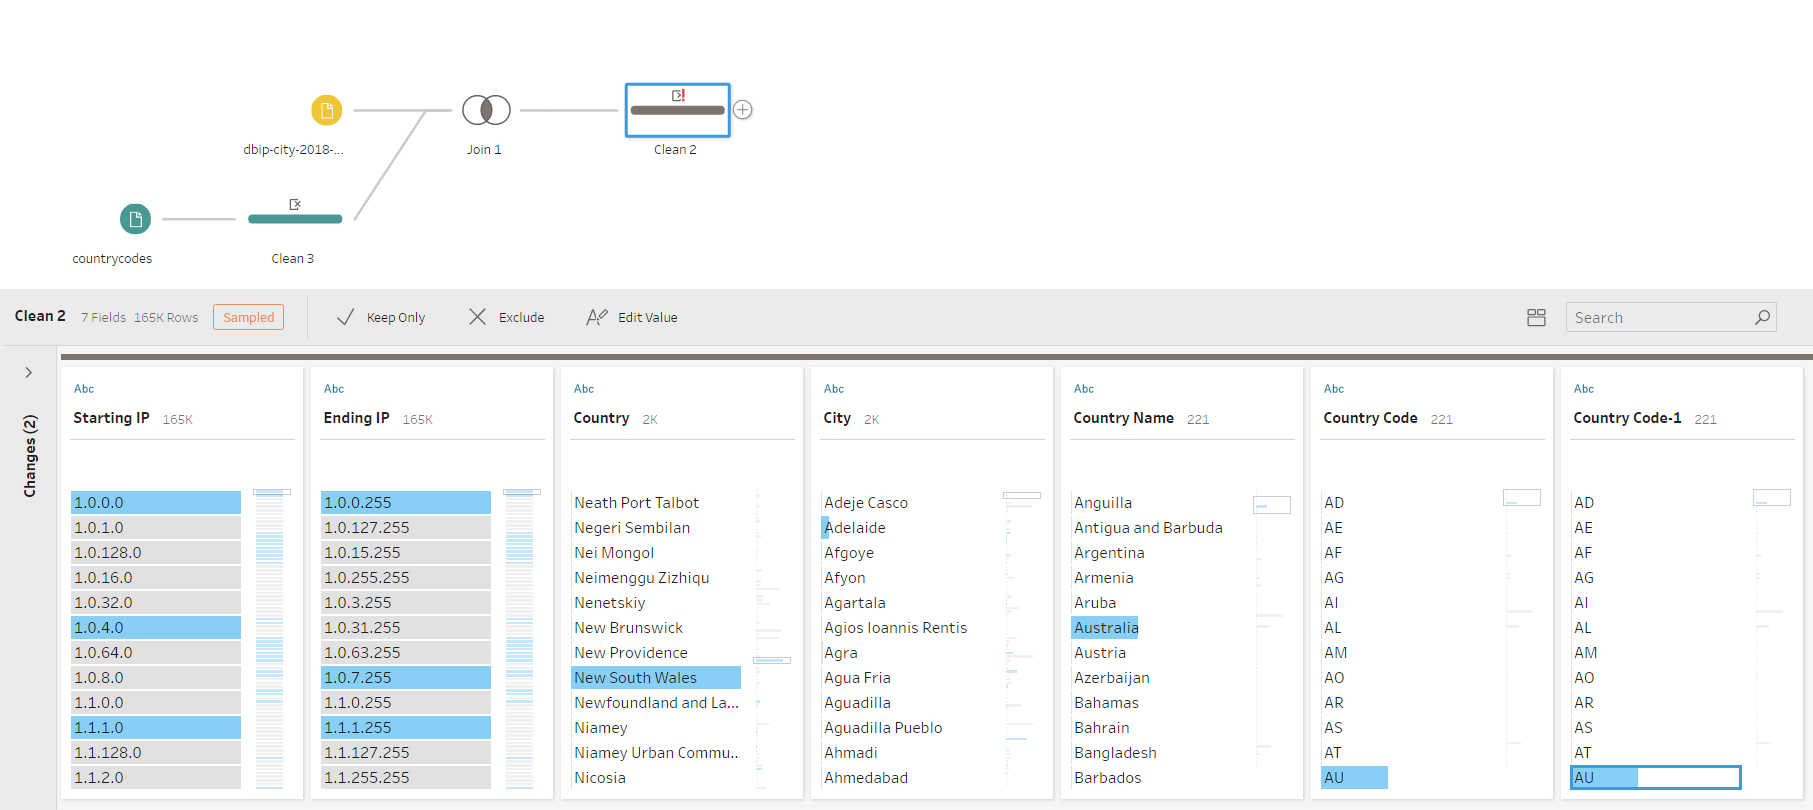 dbip-city-2018-...
Join 1
Clean 2
countrycodes
Clean 3
Clean 2 7 Fields 165K Rows Sampled Keep Only Exclude Edit Value Search
Changes (2)
Abc
Starting IP 165K
1.0.0.0
1.0.1.0
1.0.128.0
1.0.16.0
1.0.32.0
1.0.4.0
1.0.64.0
1.0.8.0
1.1.0.0
1.1.1.0
1.1.128.0
1.1.2.0
Abc
Ending IP 165K
1.0.0.255
1.0.127.255
1.0.15.255
1.0.255.255
1.0.3.255
1.0.31.255
1.0.63.255
1.0.7.255
1.1.0.255
1.1.1.255
1.1.127.255
1.1.255.255
Abc
Country 2K
Neath Port Talbot
Negeri Sembilan
Nei Mongol
Neimenggu Zizhiqu
Nenetskiy
New Brunswick
New Providence
New South Wales
Newfoundland and La...
Niamey
Niamey Urban Commu..
Nicosia
Abc
City 2K
Adeje Casco
Adelaide
Afgoye
Afyon
Agartala
Agios Ioannis Rentis
Agra
Agua Fria
Aguadilla
Aguadilla Pueblo
Ahmadi
Ahmedabad
Abc
Country Name 221
Anguilla
Antigua and Barbuda
Argentina
Armenia
Aruba
Australia
Austria
Azerbaijan
Bahamas
Bahrain
Bangladesh
Barbados
Abc
Country Code 221
AD
AE
AF
AG
AI
AL
AM
AO
AR
AS
AT
AU
Abc
Country Code-1 221
AD
AE
AF
AG
AI
AL
AM
AO
AR
AS
AT
AU